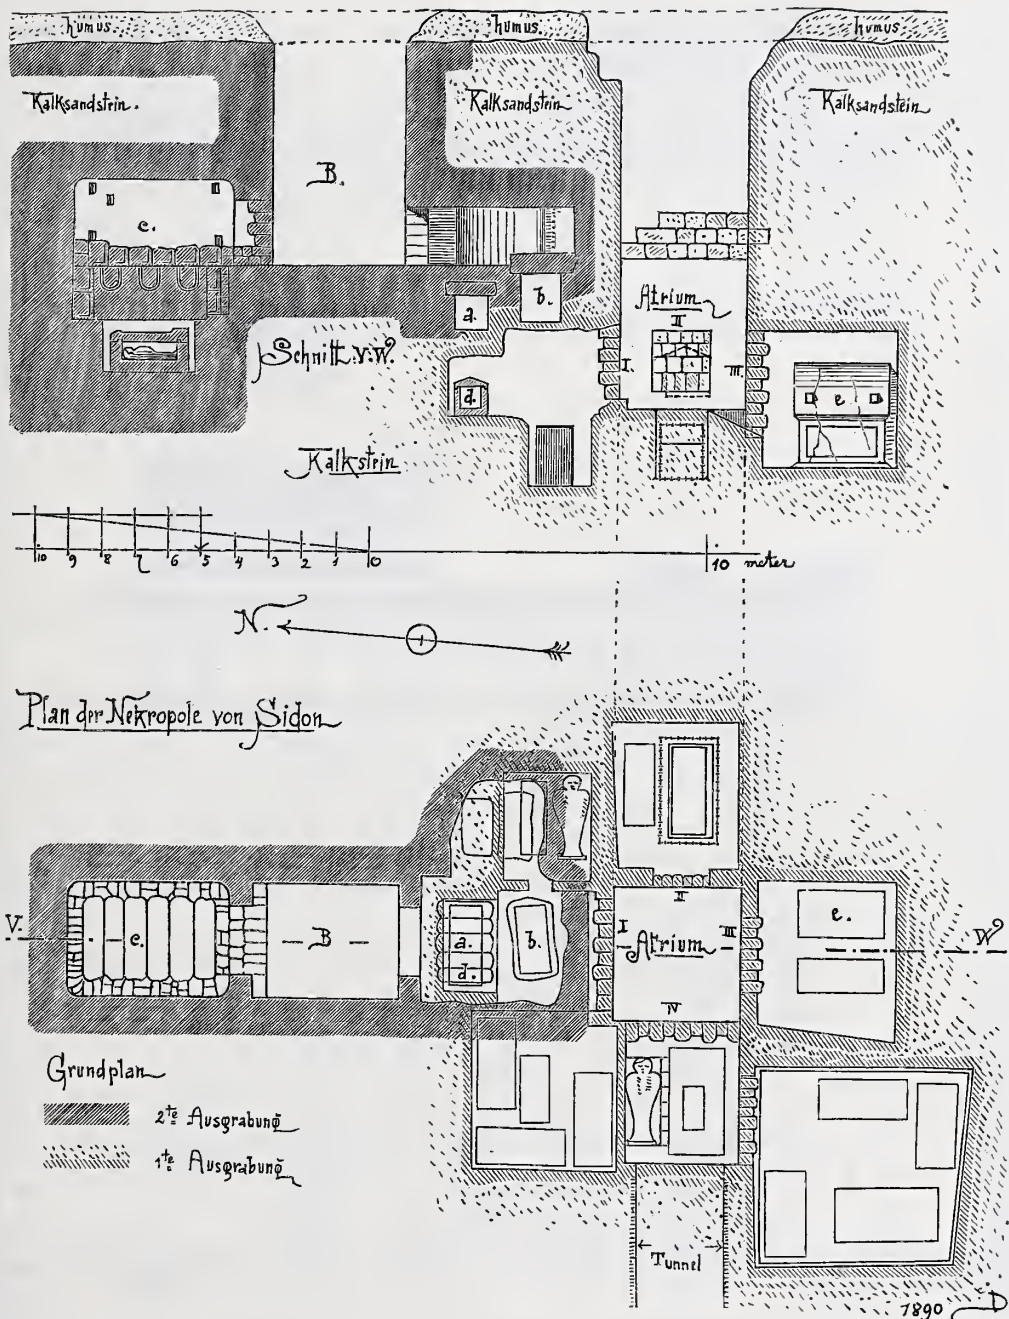 humus.
humus.
humus.
Kalksandstein.
Kalksandstein
Kalksandstein
B.
c.
Atrium
II
a.
b.
I.
III.
Schnitt. V. W.
d.
e.
Kalkstein
10 9 8 7 6 5 4 3 2 1 0 10 meter
N.
Plan der Nekropole von Sidon
V.
c.
B
a.
d.
b.
I
II
Atrium
III
IV
e.
W
Grundplan
2te Ausgrabung
1te Ausgrabung
Tunnel
1890 D